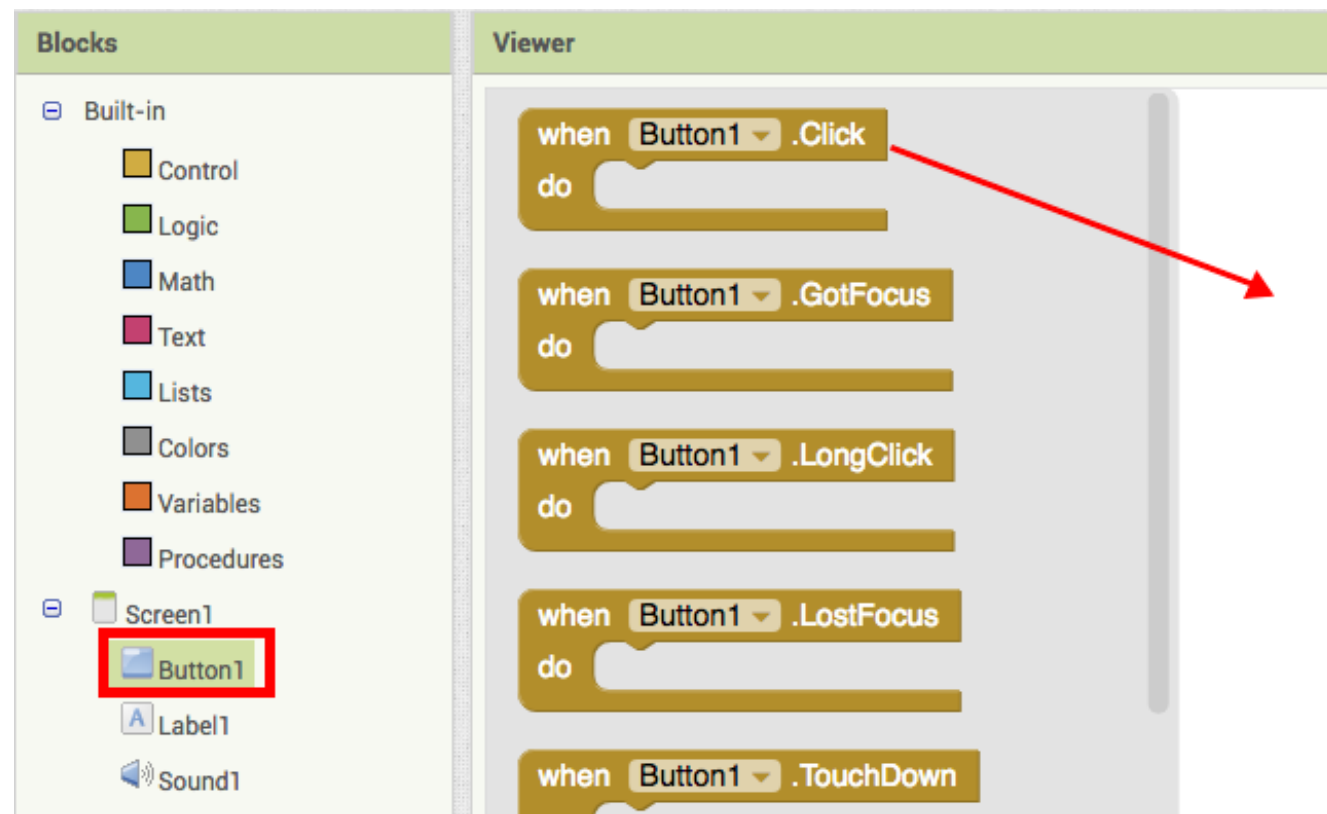 Blocks
Built-in
Control
Logic
Math
Text
Lists
Colors
Variables
Procedures
Screen1
Button1
Label1
Sound1
Viewer
when Button1 .Click
do
when Button1 .GotFocus
do
when Button1 .LongClick
do
when Button1 .LostFocus
do
when Button1 .TouchDown